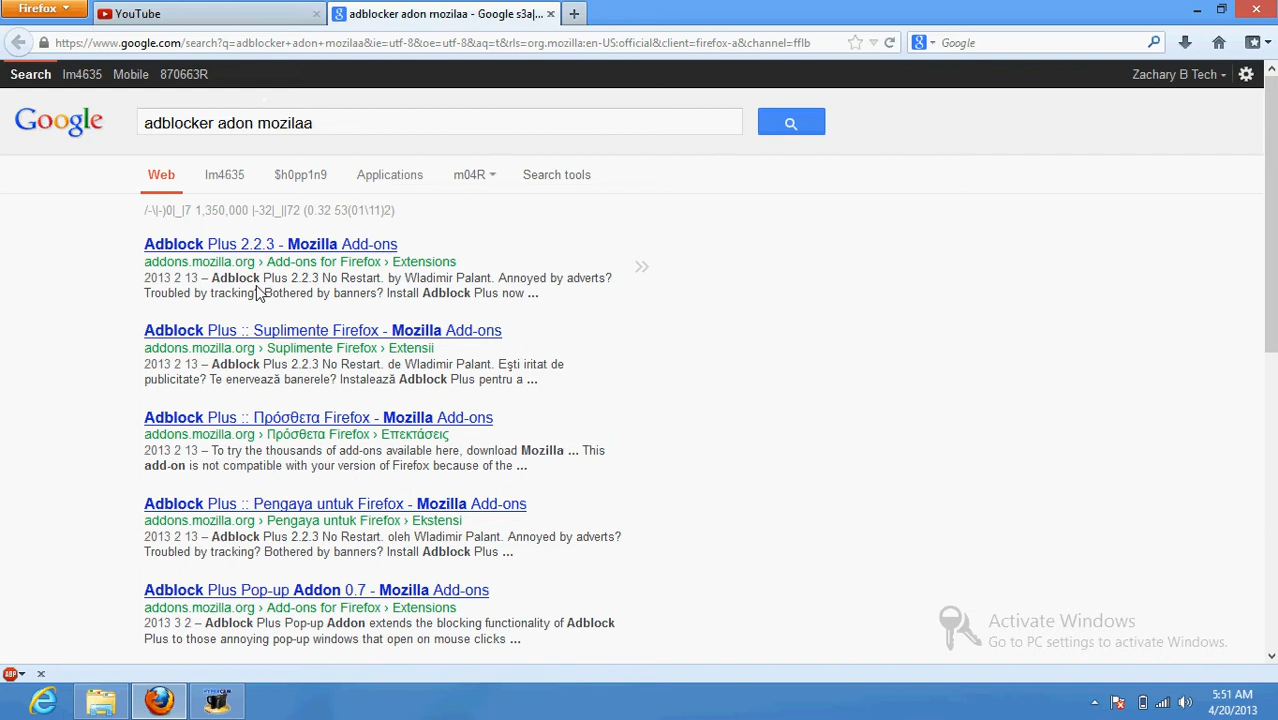 Firefox
YouTube
adblocker adon mozilaa - Google s3a|...
https://www.google.com/search?q=adblocker+adon+mozilaa&ie=utf-8&oe=utf-8&aq=t&rls=org.mozilla:en-US:official&client=firefox-a&channel=fflb
Google
Search Im4635 Mobile 870663R
Zachary B Tech
Google
adblocker adon mozilaa
Web Im4635 $h0pp1n9 Applications m04R Search tools
/-\|-)0|_|7 1,350,000 |-32|_||72 (0.32 53(01\11)2)
Adblock Plus 2.2.3 - Mozilla Add-ons
addons.mozilla.org › Add-ons for Firefox › Extensions
2013 2 13 – Adblock Plus 2.2.3 No Restart. by Wladimir Palant. Annoyed by adverts?
Troubled by tracking? Bothered by banners? Install Adblock Plus now ...
Adblock Plus :: Suplimente Firefox - Mozilla Add-ons
addons.mozilla.org › Suplimente Firefox › Extensii
2013 2 13 – Adblock Plus 2.2.3 No Restart. de Wladimir Palant. Eşti iritat de
publicitate? Te enervează banerele? Instalează Adblock Plus pentru a ...
Adblock Plus :: Πρόσθετα Firefox - Mozilla Add-ons
addons.mozilla.org › Πρόσθετα Firefox › Επεκτάσεις
2013 2 13 – To try the thousands of add-ons available here, download Mozilla ... This
add-on is not compatible with your version of Firefox because of the ...
Adblock Plus :: Pengaya untuk Firefox - Mozilla Add-ons
addons.mozilla.org › Pengaya untuk Firefox › Ekstensi
2013 2 13 – Adblock Plus 2.2.3 No Restart. oleh Wladimir Palant. Annoyed by adverts?
Troubled by tracking? Bothered by banners? Install Adblock Plus ...
Adblock Plus Pop-up Addon 0.7 - Mozilla Add-ons
addons.mozilla.org › Add-ons for Firefox › Extensions
2013 3 2 – Adblock Plus Pop-up Addon extends the blocking functionality of Adblock
Plus to those annoying pop-up windows that open on mouse clicks ...
Activate Windows
Go to PC settings to activate Windows.
ABP
5:51 AM
4/20/2013